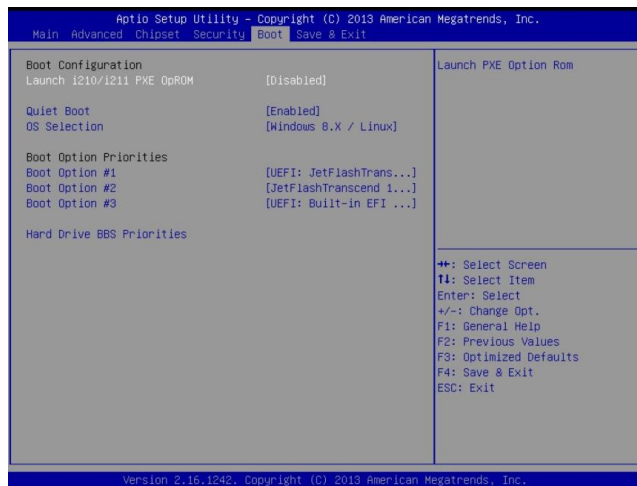 Aptio Setup Utility – Copyright (C) 2013 American Megatrends, Inc.
Main Advanced Chipset Security Boot Save & Exit
Boot Configuration
Launch i210/i211 PXE OpROM [Disabled]
Quiet Boot [Enabled]
OS Selection [Windows 8.X / Linux]
Boot Option Priorities
Boot Option #1 [UEFI: JetFlashTrans...]
Boot Option #2 [JetFlashTranscend 1...]
Boot Option #3 [UEFI: Built-in EFI ...]
Hard Drive BBS Priorities
Launch PXE Option Rom
→←: Select Screen
↑↓: Select Item
Enter: Select
+/-: Change Opt.
F1: General Help
F2: Previous Values
F3: Optimized Defaults
F4: Save & Exit
ESC: Exit
Version 2.16.1242. Copyright (C) 2013 American Megatrends, Inc.